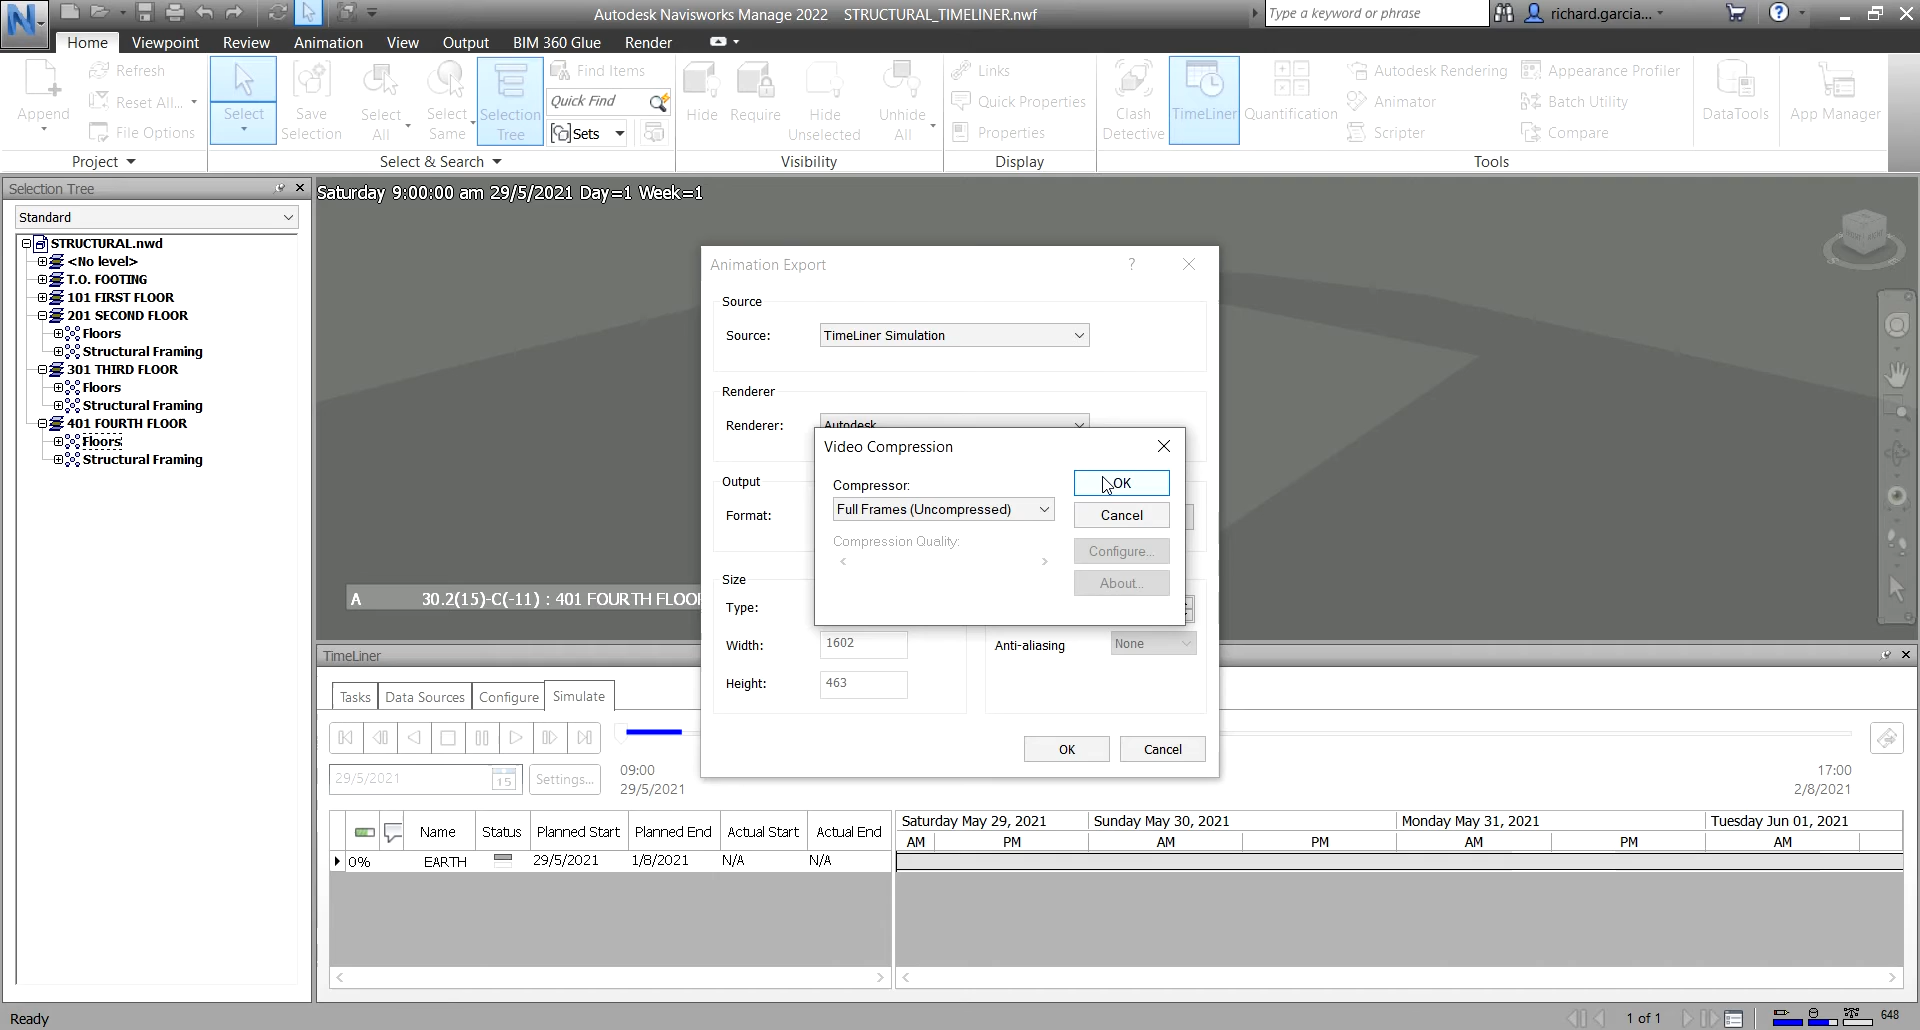 Autodesk Navisworks Manage 2022 STRUCTURAL_TIMELINER.nwf
Type a keyword or phrase
richard.garcia...
Home Viewpoint Review Animation View Output BIM 360 Glue Render
Append
Refresh
Reset All...
File Options
Project
Select
Save Selection
Select All
Select Same
Selection Tree
Find Items
Quick Find
Sets
Select & Search
Hide
Require
Hide Unselected
Unhide All
Visibility
Links
Quick Properties
Properties
Display
Clash Detective
TimeLiner
Quantification
Autodesk Rendering
Animator
Scripter
Appearance Profiler
Batch Utility
Compare
DataTools
App Manager
Tools
Selection Tree
Standard
STRUCTURAL.nwd
<No level>
T.O. FOOTING
101 FIRST FLOOR
201 SECOND FLOOR
Floors
Structural Framing
301 THIRD FLOOR
Floors
Structural Framing
401 FOURTH FLOOR
Floors
Structural Framing
Saturday 9:00:00 am 29/5/2021 Day=1 Week=1
A 30.2(15)-C(-11) : 401 FOURTH FLOOR
Animation Export
?
Source
Source: TimeLiner Simulation
Renderer
Renderer: Autodesk
Output
Format:
Size
Type:
Width: 1602
Height: 463
Anti-aliasing None
OK Cancel
Video Compression
Compressor:
Full Frames (Uncompressed)
Compression Quality:
OK
Cancel
Configure...
About...
TimeLiner
Tasks Data Sources Configure Simulate
29/5/2021 15 Settings...
09:00
29/5/2021
17:00
2/8/2021
Name Status Planned Start Planned End Actual Start Actual End
0% EARTH 29/5/2021 1/8/2021 N/A N/A
Saturday May 29, 2021 Sunday May 30, 2021 Monday May 31, 2021 Tuesday Jun 01, 2021
AM PM AM PM AM PM AM
Ready
1 of 1
648